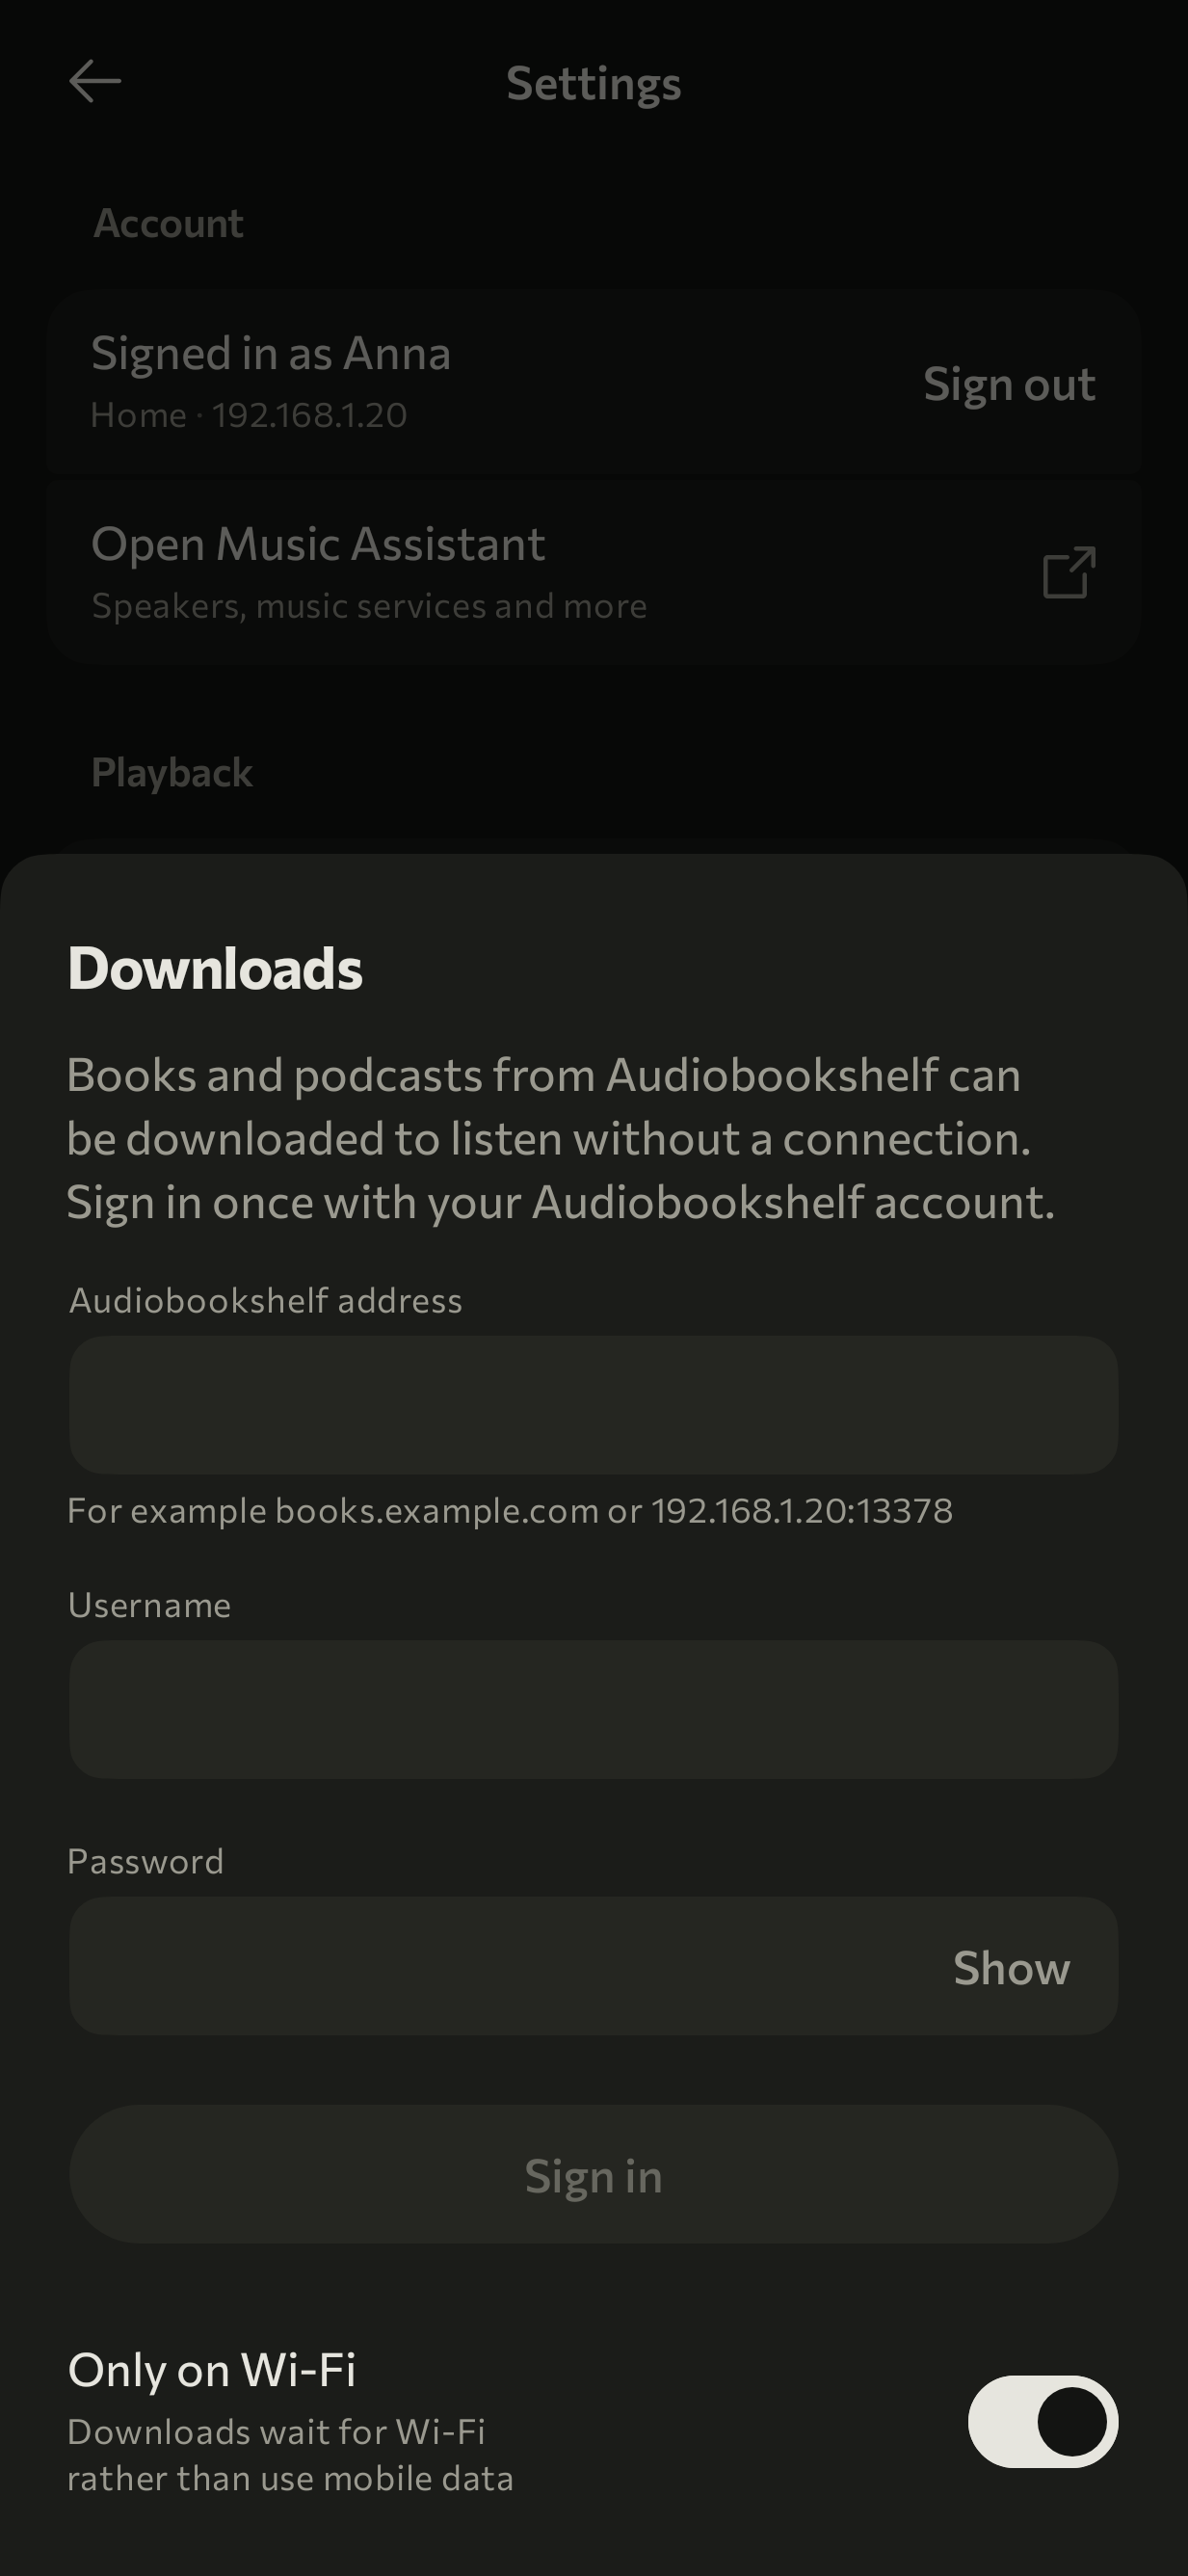 Settings
Account
Signed in as Anna
Home · 192.168.1.20
Sign out
Open Music Assistant
Speakers, music services and more
Playback
Downloads
Books and podcasts from Audiobookshelf can
be downloaded to listen without a connection.
Sign in once with your Audiobookshelf account.
Audiobookshelf address
For example books.example.com or 192.168.1.20:13378
Username
Password
Show
Sign in
Only on Wi-Fi
Downloads wait for Wi-Fi
rather than use mobile data